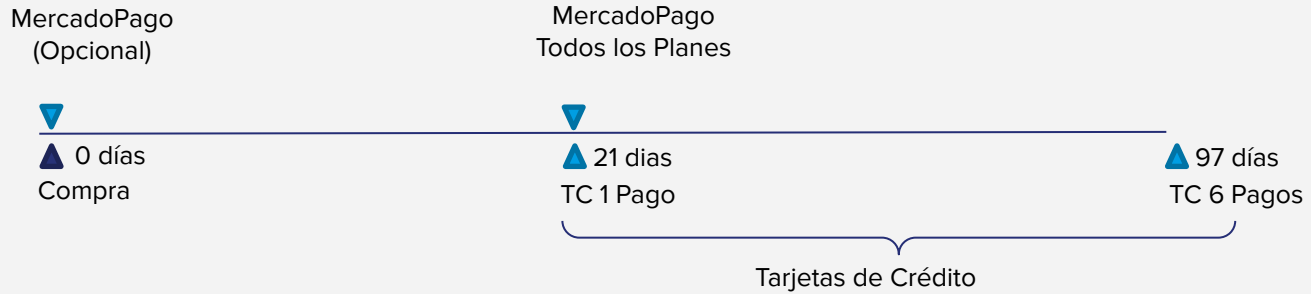 MercadoPago
(Opcional)
MercadoPago
Todos los Planes
0 días
Compra
21 dias
TC 1 Pago
97 días
TC 6 Pagos
Tarjetas de Crédito